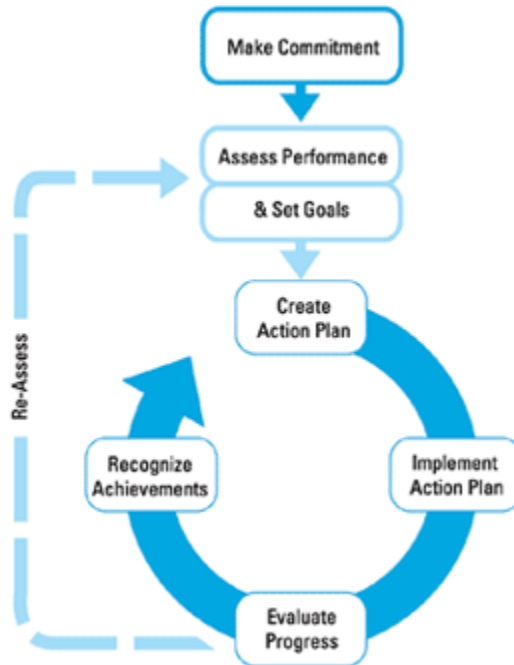 Make Commitment
Assess Performance
& Set Goals
Create
Action Plan
Re-Assess
Recognize
Achievements
Implement
Action Plan
Evaluate
Progress